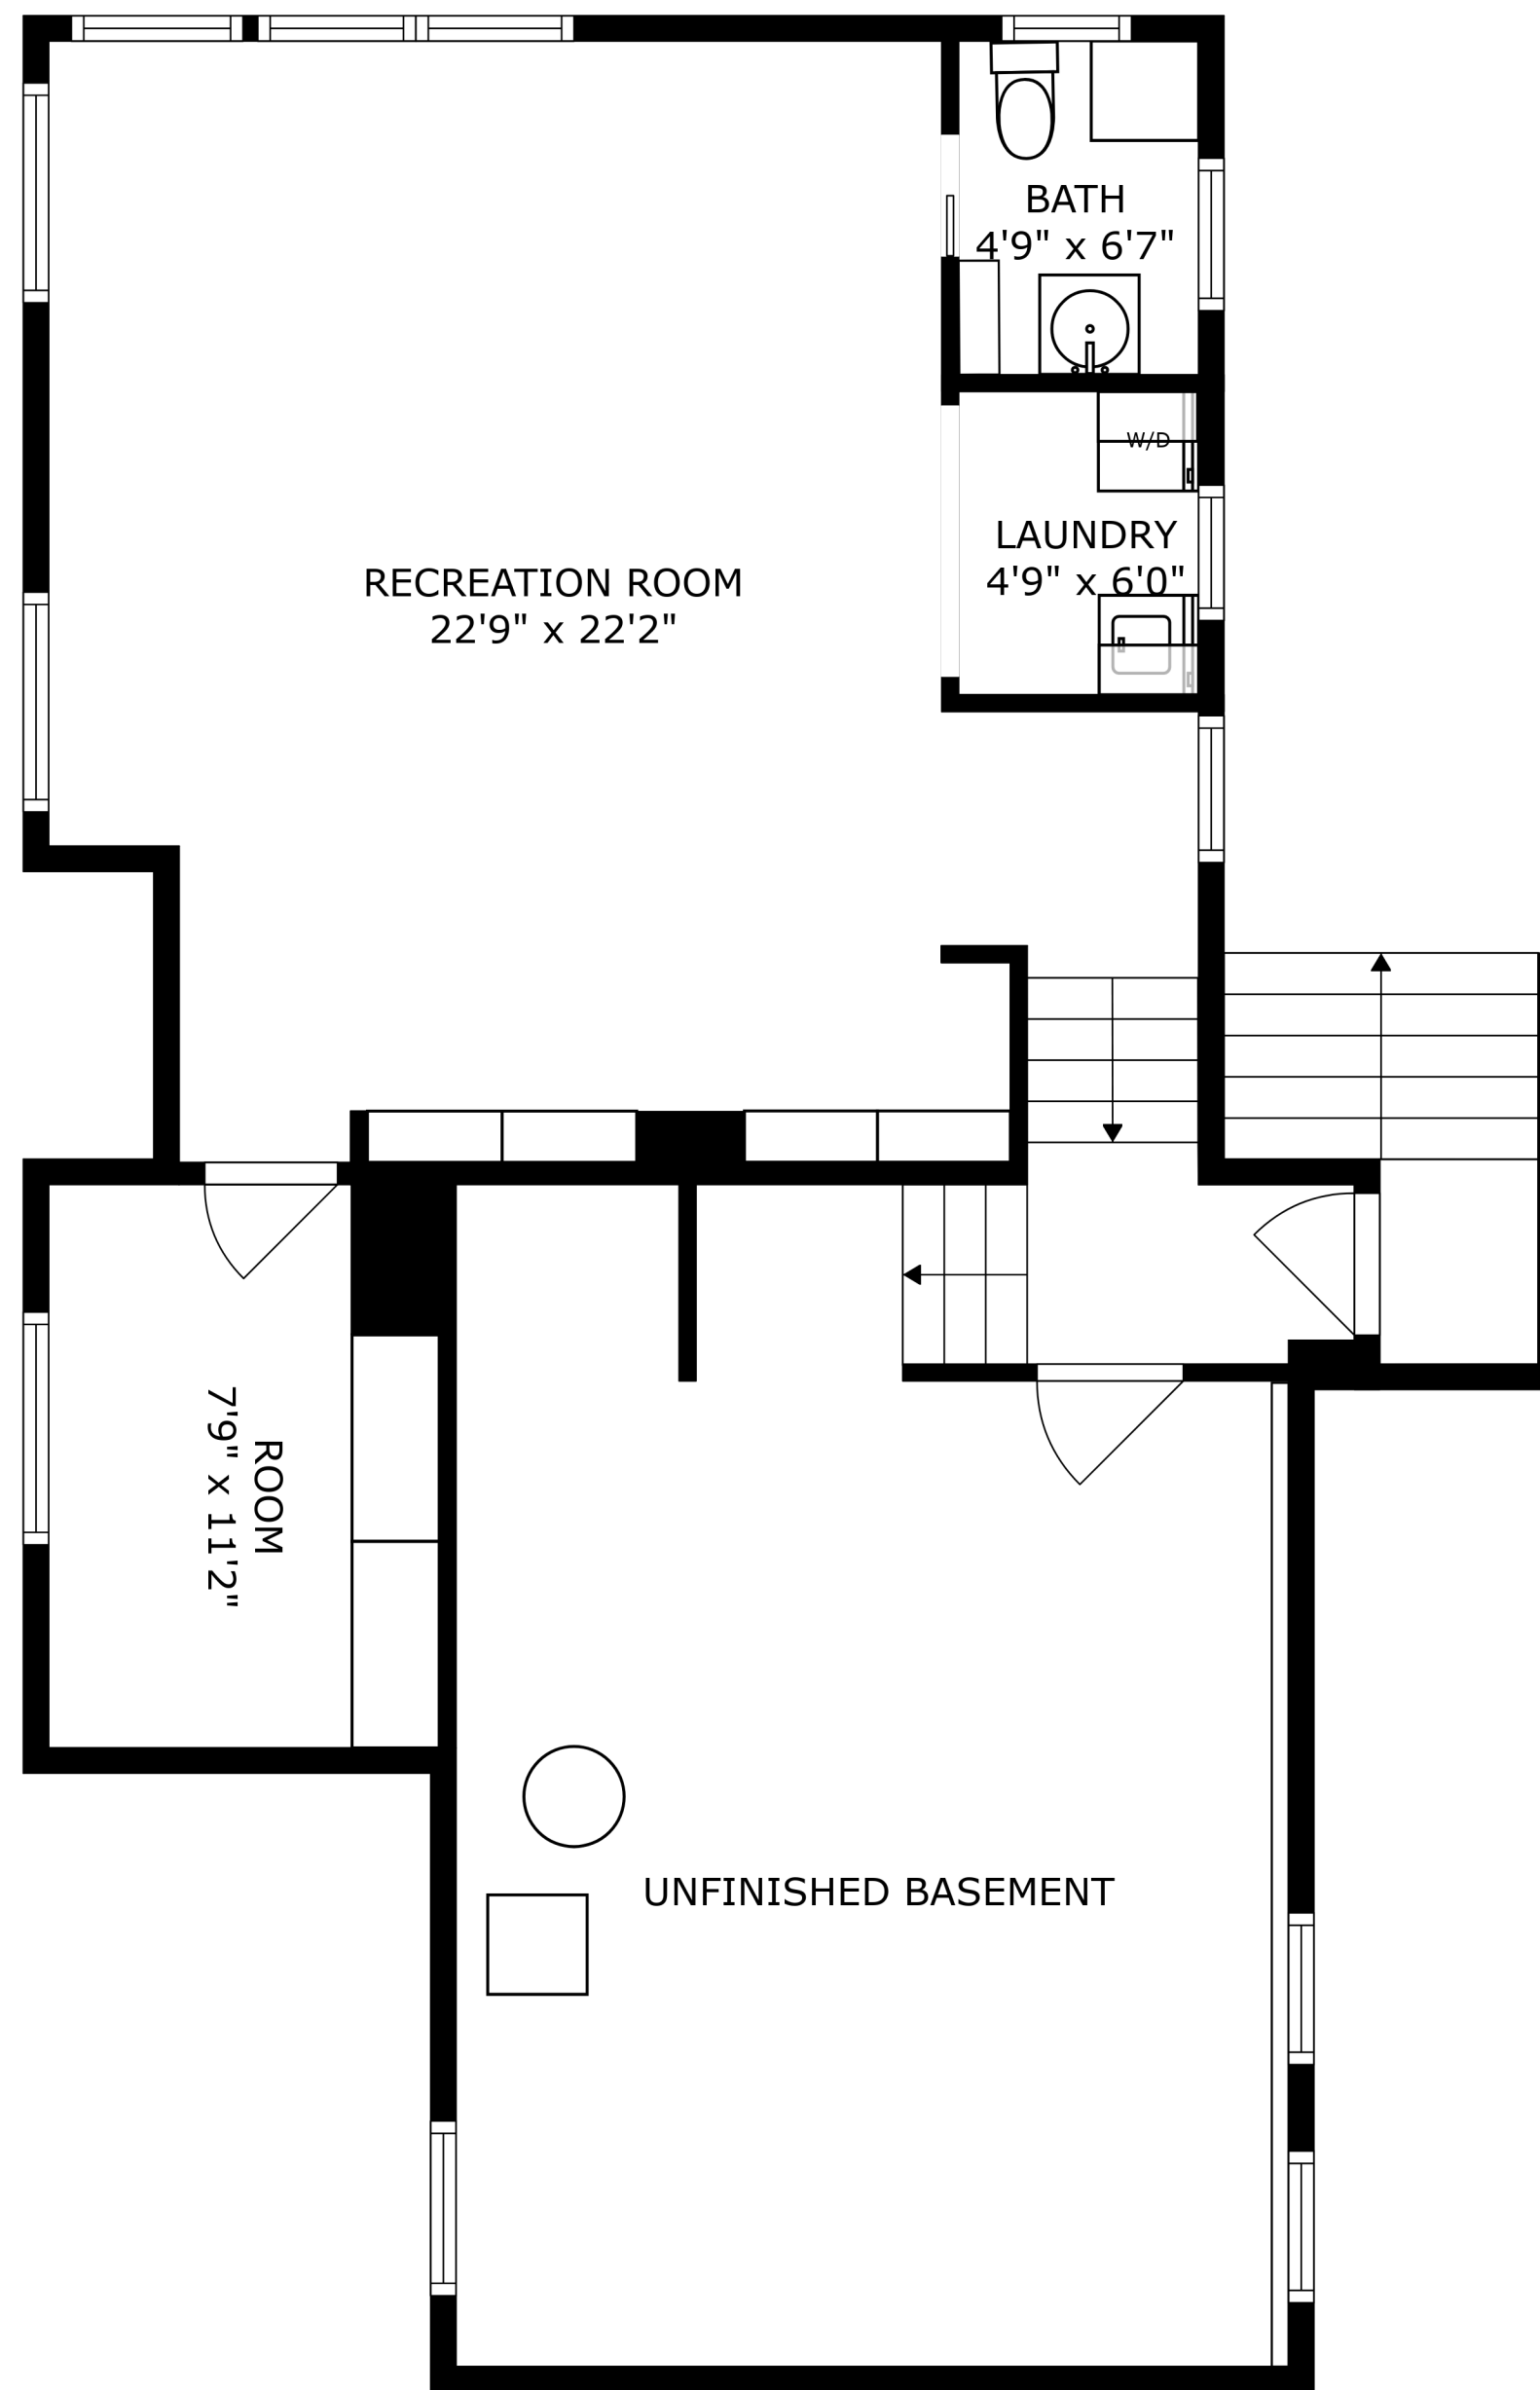 BATH
4'9" x 6'7"
W/D
LAUNDRY
4'9" x 6'0"
RECREATION ROOM
22'9" x 22'2"
ROOM
7'9" x 11'2"
UNFINISHED BASEMENT